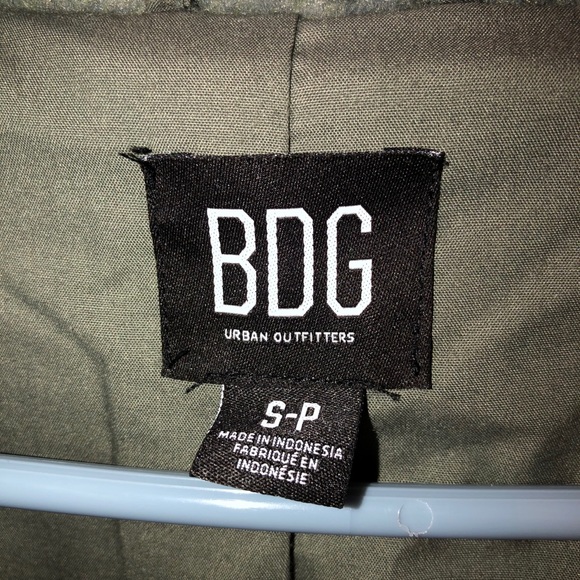 BDG
URBAN OUTFITTERS
S-P
MADE IN INDONESIA
FABRIQUÉ EN
INDONÉSIE